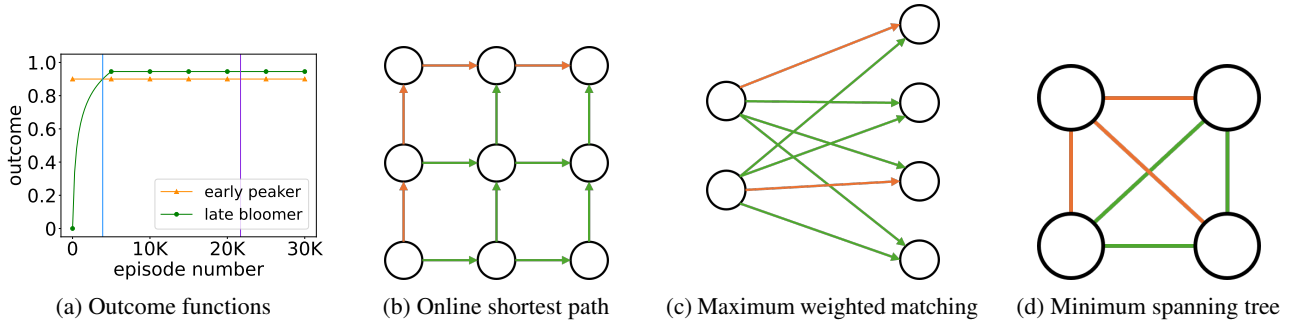 1.0
0.8
0.6
0.4
0.2
0
outcome
early peaker
late bloomer
0 10K 20K 30K
episode number
(a) Outcome functions
(b) Online shortest path
(c) Maximum weighted matching
(d) Minimum spanning tree